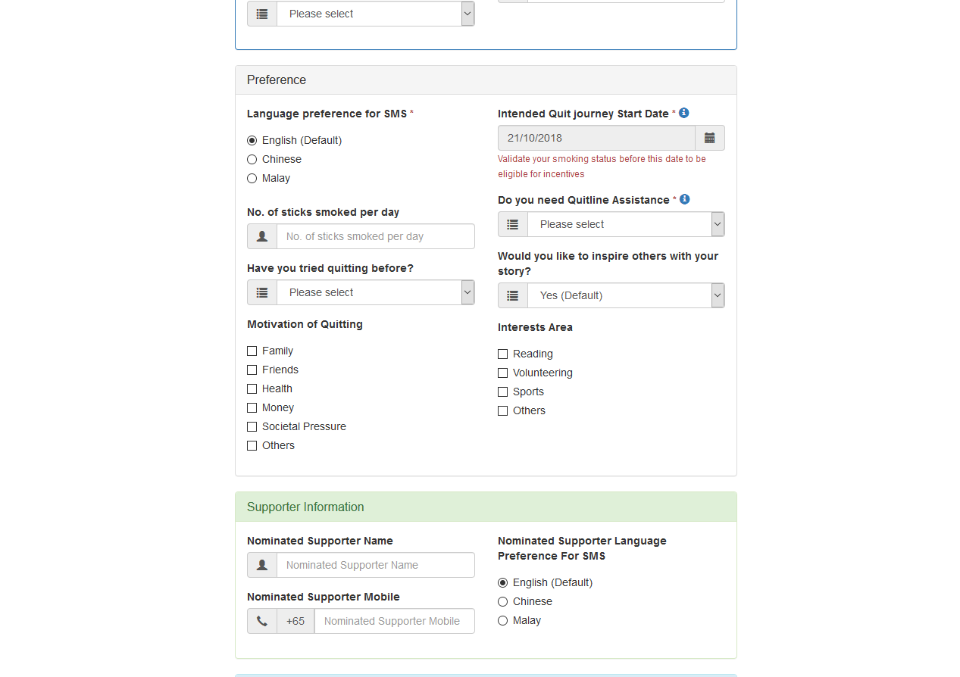 Please select
Preference
Language preference for SMS *
English (Default)
Chinese
Malay
No. of sticks smoked per day
No. of sticks smoked per day
Have you tried quitting before?
Please select
Motivation of Quitting
Family
Friends
Health
Money
Societal Pressure
Others
Intended Quit journey Start Date *
21/10/2018
Validate your smoking status before this date to be
eligible for incentives
Do you need Quitline Assistance *
Please select
Would you like to inspire others with your
story?
Yes (Default)
Interests Area
Reading
Volunteering
Sports
Others
Supporter Information
Nominated Supporter Name
Nominated Supporter Name
Nominated Supporter Mobile
+65 Nominated Supporter Mobile
Nominated Supporter Language
Preference For SMS
English (Default)
Chinese
Malay